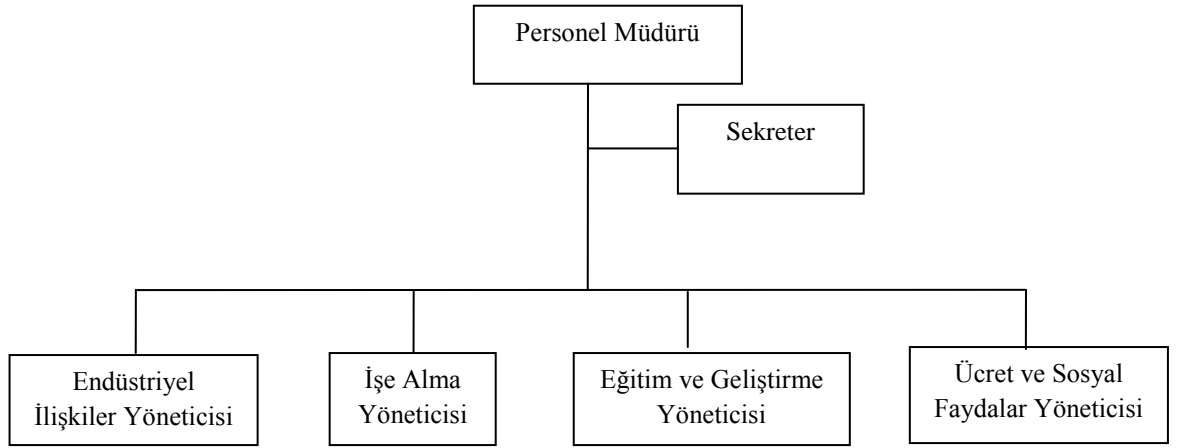 Personel Müdürü
Sekreter
Endüstriyel
İlişkiler Yöneticisi
İşe Alma
Yöneticisi
Eğitim ve Geliştirme
Yöneticisi
Ücret ve Sosyal
Faydalar Yöneticisi